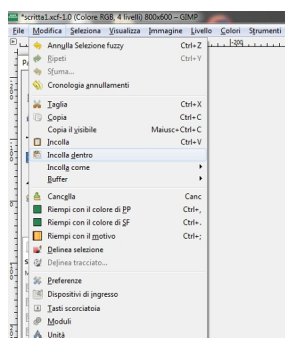 *scritta1.xcf-1.0 (Colore RGB, 4 livelli) 800x600 – GIMP
File Modifica Seleziona Visualizza Immagine Livello Colori Strumenti
Annulla Selezione fuzzy Ctrl+Z
Ripeti Ctrl+Y
Sfuma...
Cronologia annullamenti
Taglia Ctrl+X
Copia Ctrl+C
Copia il visibile Maiusc+Ctrl+C
Incolla Ctrl+V
Incolla dentro
Incolla come
Buffer
Cancella Canc
Riempi con il colore di PP Ctrl+,
Riempi con il colore di SF Ctrl+.
Riempi con il motivo Ctrl+;
Delinea selezione
Delinea tracciato...
Preferenze
Dispositivi di ingresso
Tasti scorciatoia
Moduli
Unità